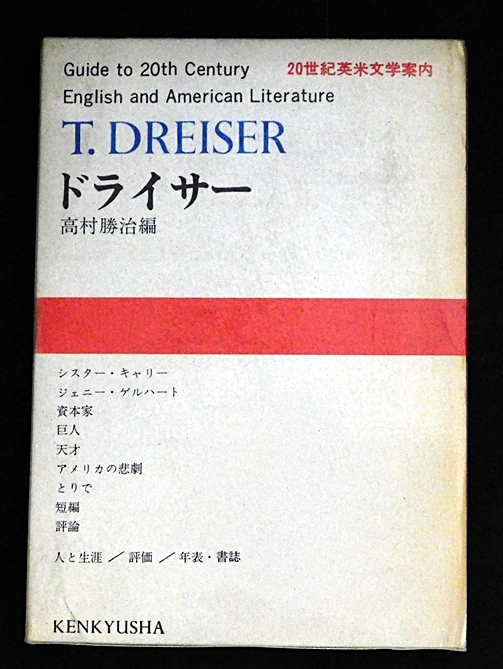 Guide to 20th Century 20世紀英米文学案内
English and American Literature
T. DREISER
ドライサー
高村勝治編
シスター・キャリー
ジェニー・ゲルハート
資本家
巨人
天才
アメリカの悲劇
とりで
短編
評論
人と生涯／評価／年表・書誌
KENKYUSHA